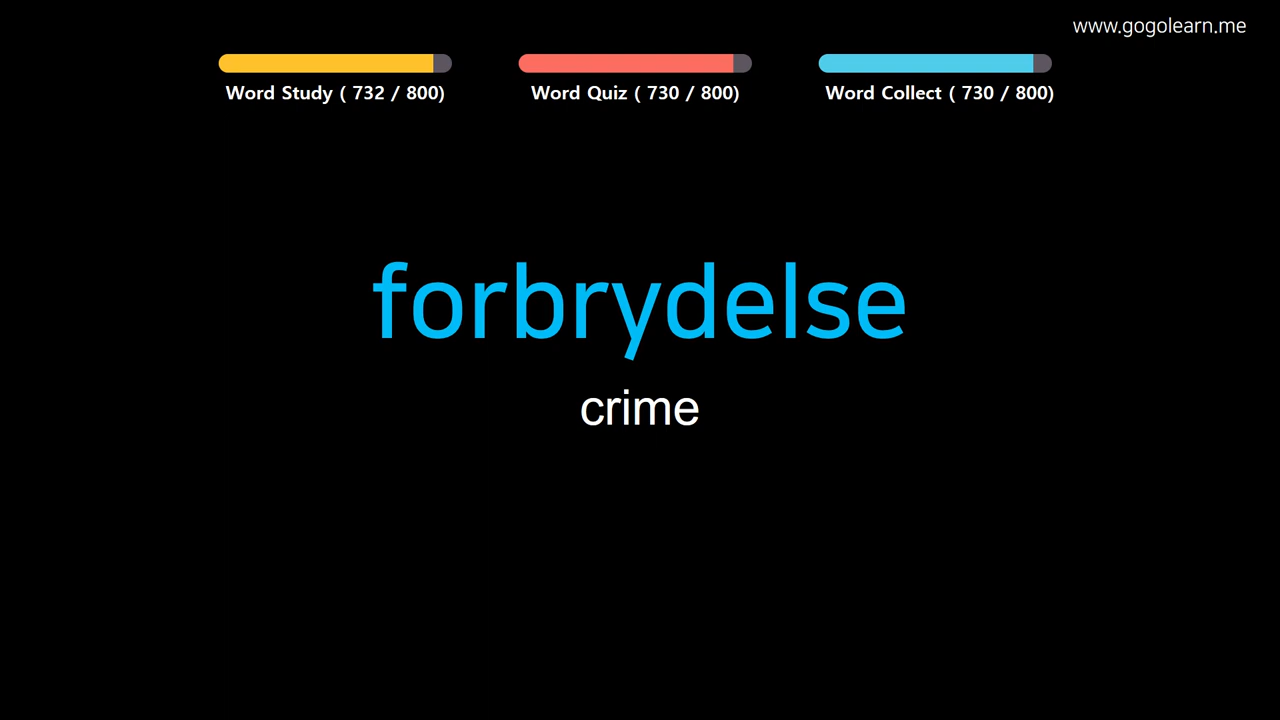 www.gogolearn.me
Word Study ( 732 / 800)
Word Quiz ( 730 / 800)
Word Collect ( 730 / 800)
forbrydelse
crime